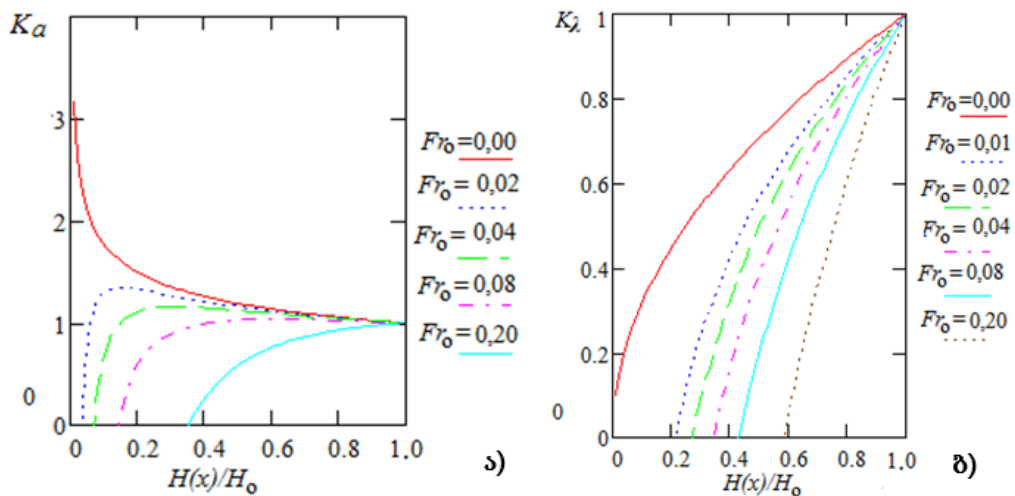 Ka
3
2
1
0
0
Frₒ=0,00
Frₒ= 0,02
Frₒ= 0,04
Frₒ= 0,08
Frₒ= 0,20
0 0.2 0.4 0.6 0.8 1,0
H(x)/Hₒ
ა)
Kλ
1
0.8
0.6
0.4
0.2
0
0
Frₒ=0,00
Frₒ=0,01
Frₒ=0,02
Frₒ=0,04
Frₒ=0,08
Frₒ=0,20
0 0.2 0.4 0.6 0.8 1,0
H(x)/Hₒ
ბ)